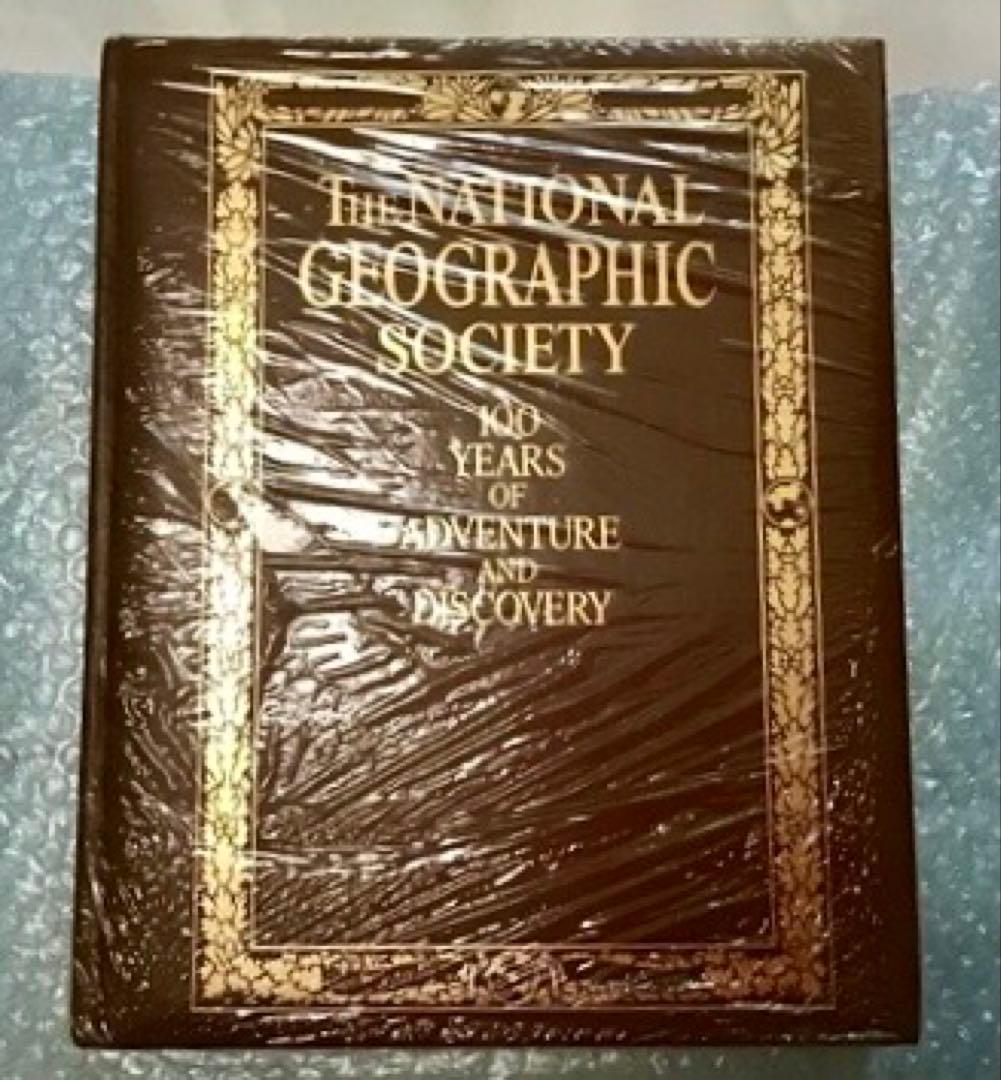 The NATIONAL
GEOGRAPHIC
SOCIETY
100
YEARS
OF
ADVENTURE
AND
DISCOVERY